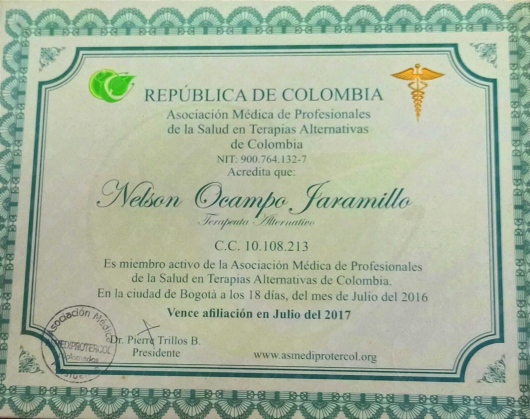 REPÚBLICA DE COLOMBIA
Asociación Médica de Profesionales
de la Salud en Terapias Alternativas
de Colombia
NIT: 900.764.132-7
Acredita que:
Nelson Ocampo Jaramillo
Terapeuta - Alternativo
C.C. 10.108.213
Es miembro activo de la Asociación Médica de Profesionales
de la Salud en Terapias Alternativas de Colombia.
En la ciudad de Bogotá a los 18 días, del mes de Julio del 2016
Vence afiliación en Julio del 2017
Asociación Médica
Dr. Pierre Trillos B.
Presidente
www.asmediprotercol.org